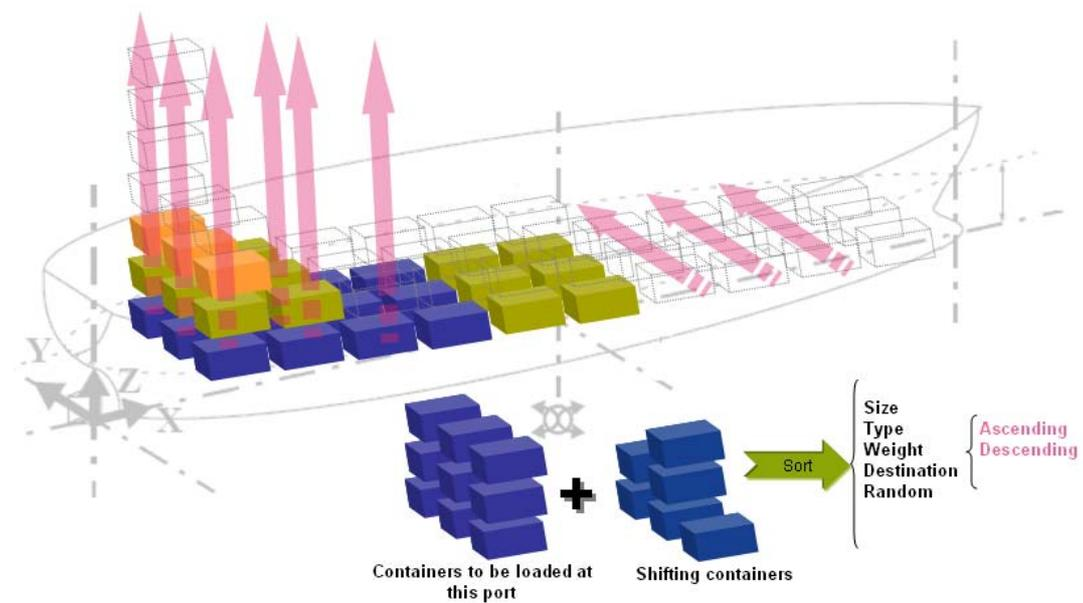 Y
Z
X
Size
Type
Weight
Destination
Random
Ascending
Descending
Sort
Containers to be loaded at
this port
Shifting containers